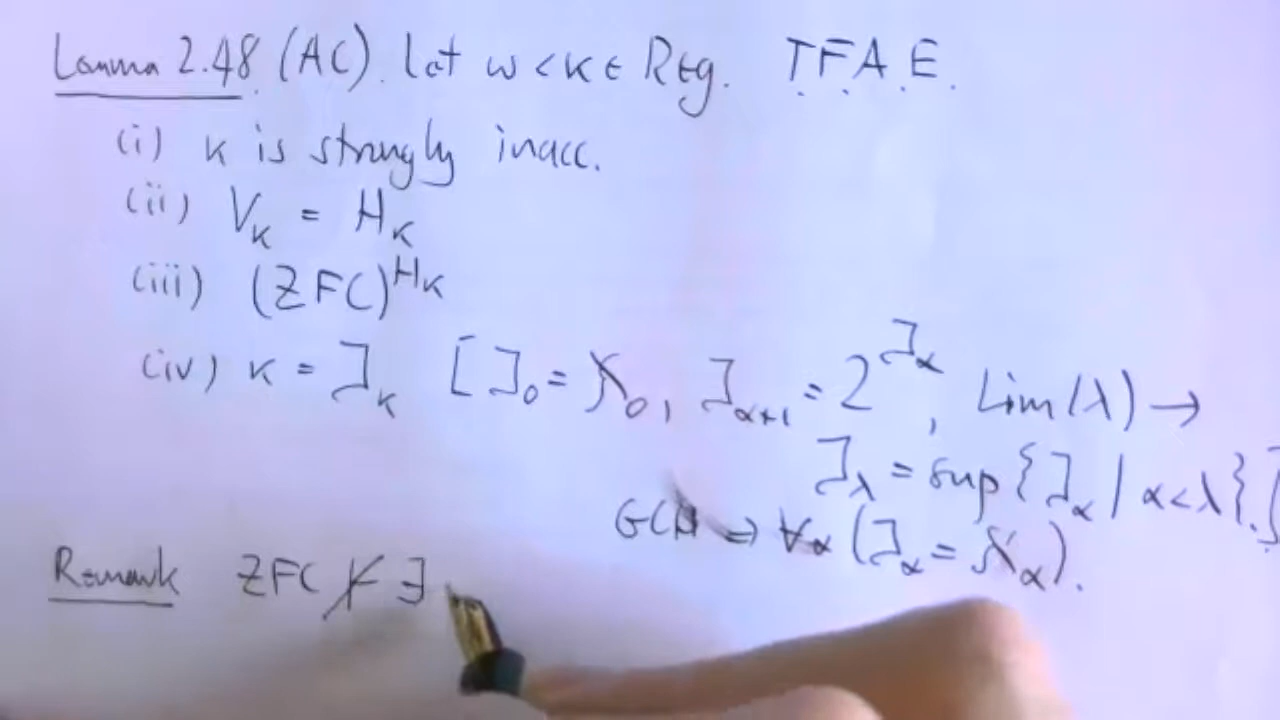 Lemma 2.48 (AC). Let ω < κ ∈ Reg. T.F.A.E.
(i) κ is strongly inacc.
(ii) V_κ = H_κ
(iii) (ZFC)^{H_κ}
(iv) κ = ℶ_κ [ℶ_0 = ℵ_0, ℶ_{α+1} = 2^{ℶ_α}, Lim(λ) →
ℶ_λ = sup{ℶ_α | α<λ}.]
GCH ⇒ ∀α (ℶ_α = ℵ_α).
Remark ZFC ⊬ ∃